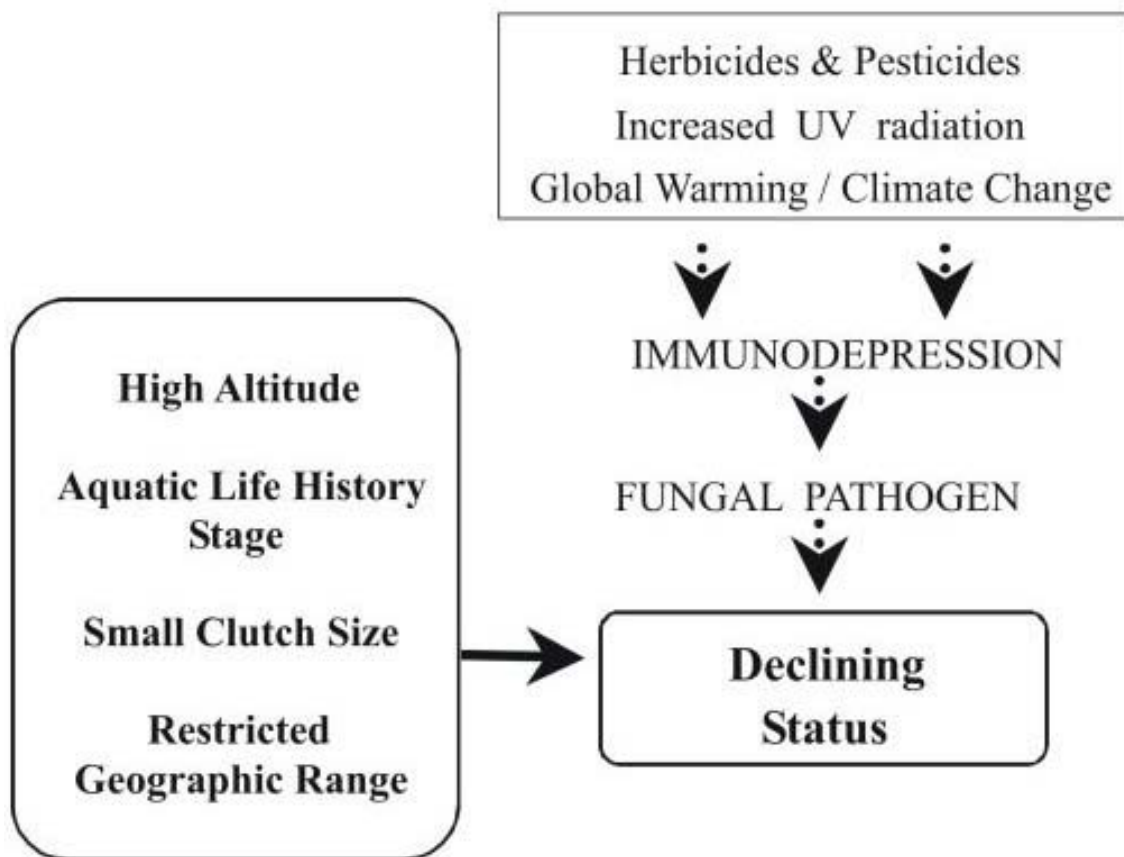 Herbicides & Pesticides
Increased UV radiation
Global Warming / Climate Change
IMMUNODEPRESSION
FUNGAL PATHOGEN
High Altitude
Aquatic Life History
Stage
Small Clutch Size
Restricted
Geographic Range
Declining
Status